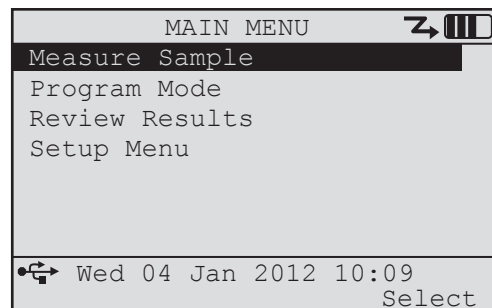 MAIN MENU
Measure Sample
Program Mode
Review Results
Setup Menu
Wed 04 Jan 2012 10:09
Select